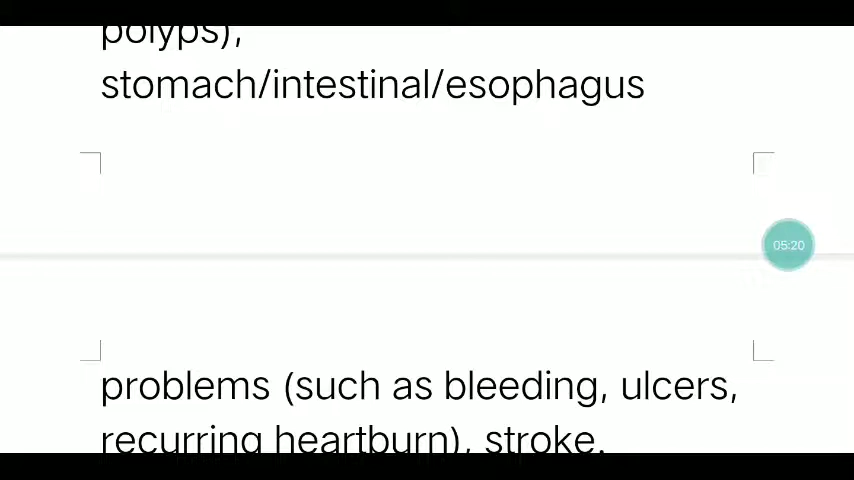 polyps),
stomach/intestinal/esophagus
05:20
problems (such as bleeding, ulcers,
recurring heartburn), stroke.